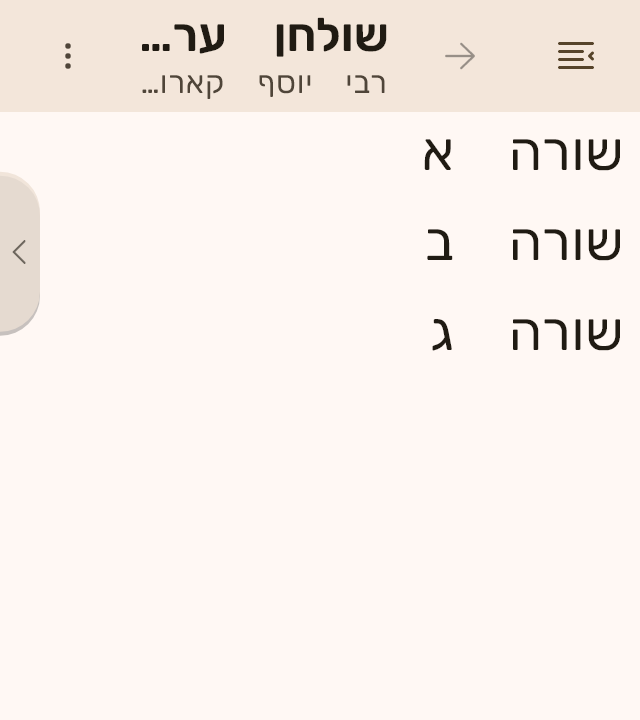 שולחן ער...
רבי יוסף קארו...
שורה א
שורה ב
שורה ג